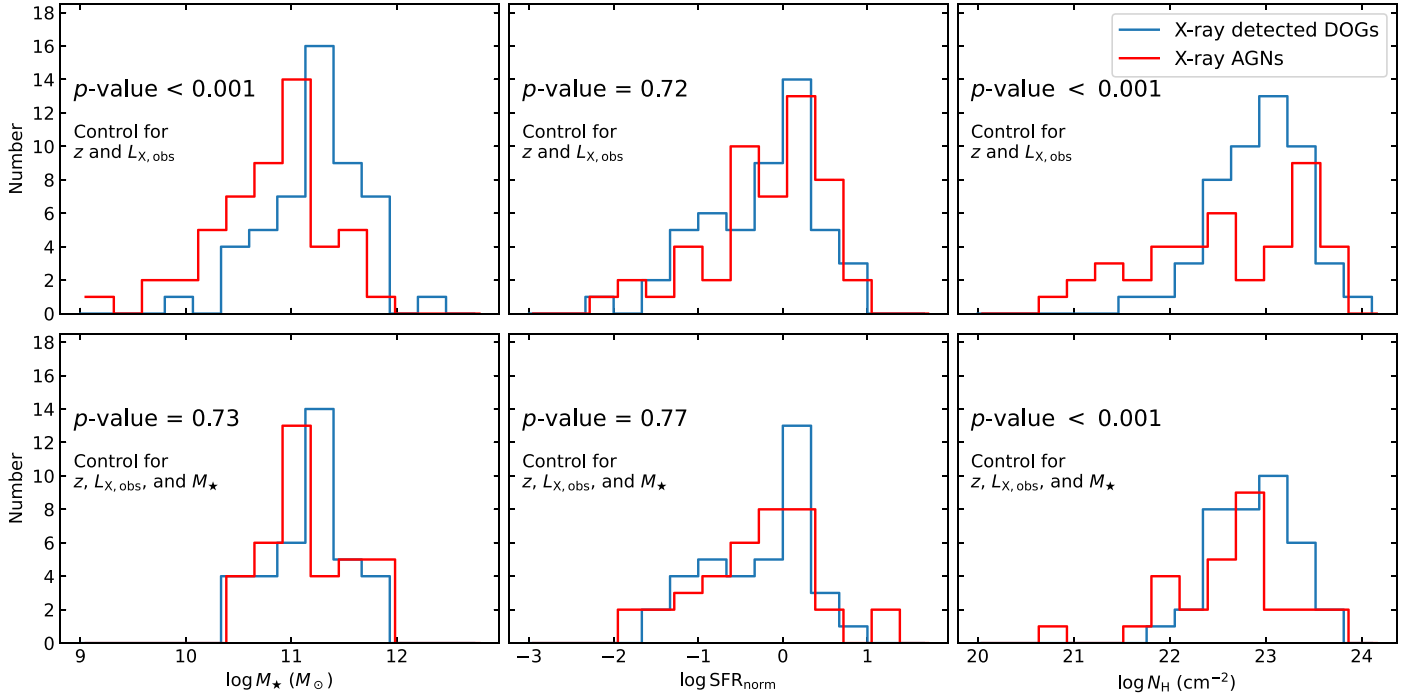 18
16
14
12
10
8
6
4
2
0
Number
p-value < 0.001
Control for
z and L_X, obs
p-value = 0.72
Control for
z and L_X, obs
X-ray detected DOGs
X-ray AGNs
p-value < 0.001
Control for
z and L_X, obs
18
16
14
12
10
8
6
4
2
0
Number
p-value = 0.73
Control for
z, L_X, obs, and M★
p-value = 0.77
Control for
z, L_X, obs, and M★
p-value < 0.001
Control for
z, L_X, obs, and M★
9 10 11 12
log M★ (M⊙)
−3 −2 −1 0 1
log SFR_norm
20 21 22 23 24
log N_H (cm⁻²)